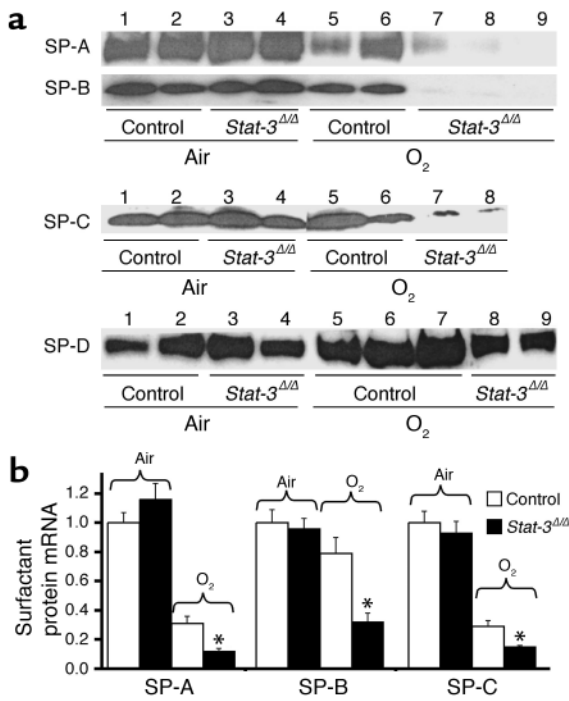 a
1 2 3 4 5 6 7 8 9
SP-A
SP-B
Control Stat-3Δ/Δ Control Stat-3Δ/Δ
Air O2
1 2 3 4 5 6 7 8
SP-C
Control Stat-3Δ/Δ Control Stat-3Δ/Δ
Air O2
1 2 3 4 5 6 7 8 9
SP-D
Control Stat-3Δ/Δ Control Stat-3Δ/Δ
Air O2
b
Surfactant
protein mRNA
1.2
1.0
0.8
0.6
0.4
0.2
0.0
Air
O2
*
Air
O2
*
Air
O2
*
Control
Stat-3Δ/Δ
SP-A SP-B SP-C